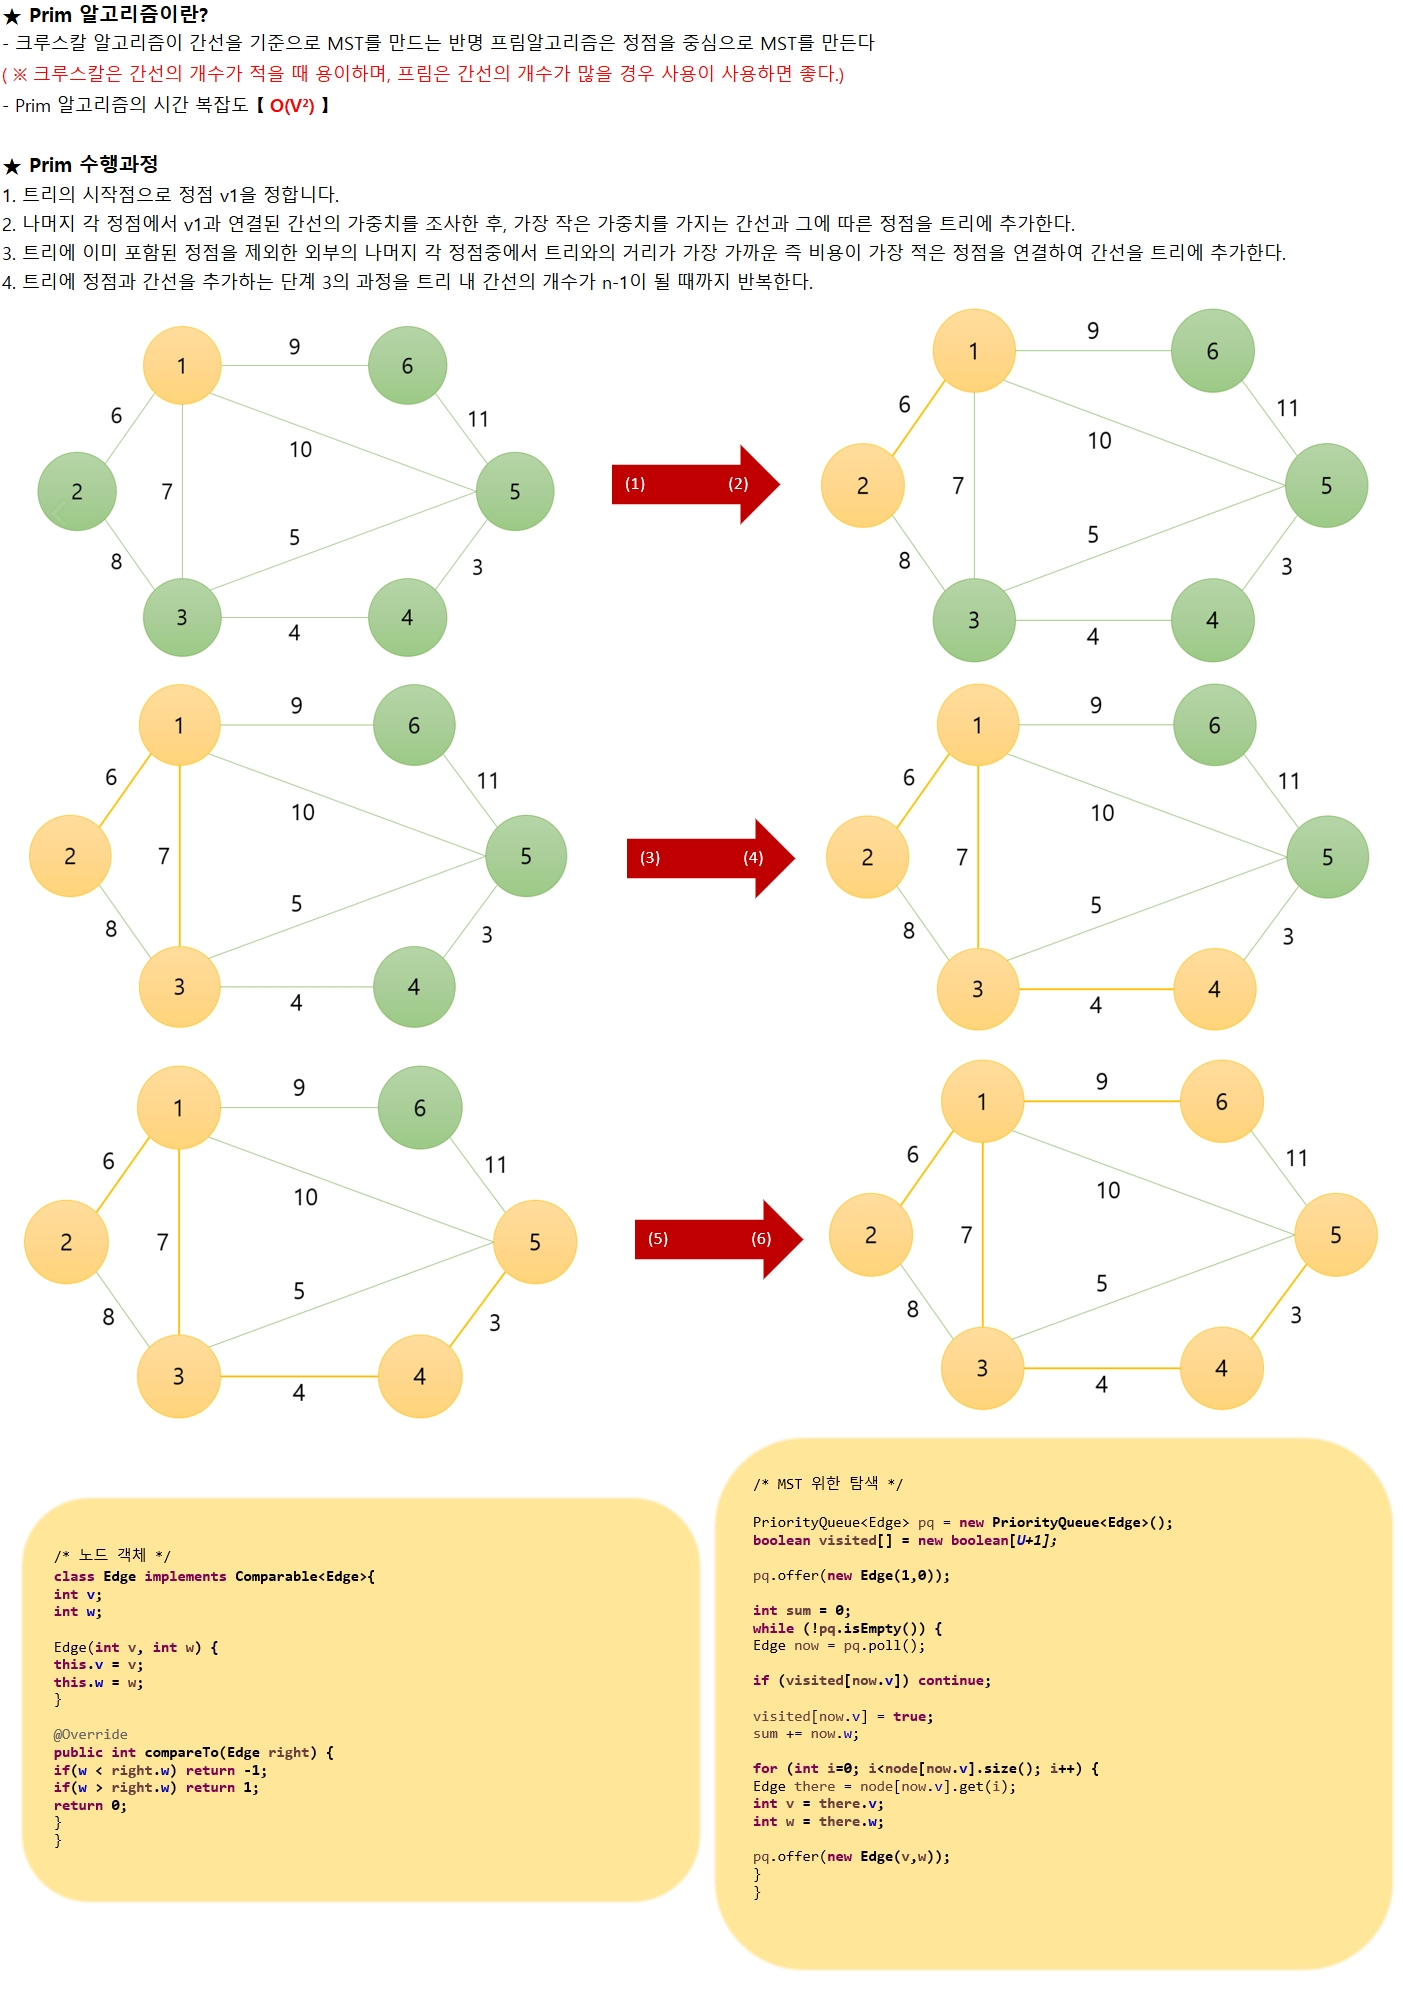 ★ Prim 알고리즘이란?
- 크루스칼 알고리즘이 간선을 기준으로 MST를 만드는 반명 프림알고리즘은 정점을 중심으로 MST를 만든다
( ※ 크루스칼은 간선의 개수가 적을 때 용이하며, 프림은 간선의 개수가 많을 경우 사용이 사용하면 좋다.)
- Prim 알고리즘의 시간 복잡도 【 O(V²) 】
★ Prim 수행과정
1. 트리의 시작점으로 정점 v1을 정합니다.
2. 나머지 각 정점에서 v1과 연결된 간선의 가중치를 조사한 후, 가장 작은 가중치를 가지는 간선과 그에 따른 정점을 트리에 추가한다.
3. 트리에 이미 포함된 정점을 제외한 외부의 나머지 각 정점중에서 트리와의 거리가 가장 가까운 즉 비용이 가장 적은 정점을 연결하여 간선을 트리에 추가한다.
4. 트리에 정점과 간선을 추가하는 단계 3의 과정을 트리 내 간선의 개수가 n-1이 될 때까지 반복한다.
1 9 6
6 11
10
2 7 5
5
8 3
3 4 4
(1) (2)
1 9 6
6 11
10
2 7 5
5
8 3
3 4 4
1 9 6
6 11
10
2 7 5
5
8 3
3 4 4
(3) (4)
1 9 6
6 11
10
2 7 5
5
8 3
3 4 4
1 9 6
6 11
10
2 7 5
5
8 3
3 4 4
(5) (6)
1 9 6
6 11
10
2 7 5
5
8 3
3 4 4
/* 노드 객체 */
class Edge implements Comparable<Edge>{
int v;
int w;
Edge(int v, int w) {
this.v = v;
this.w = w;
}
@Override
public int compareTo(Edge right) {
if(w < right.w) return -1;
if(w > right.w) return 1;
return 0;
}
}
/* MST 위한 탐색 */
PriorityQueue<Edge> pq = new PriorityQueue<Edge>();
boolean visited[] = new boolean[U+1];
pq.offer(new Edge(1,0));
int sum = 0;
while (!pq.isEmpty()) {
Edge now = pq.poll();
if (visited[now.v]) continue;
visited[now.v] = true;
sum += now.w;
for (int i=0; i<node[now.v].size(); i++) {
Edge there = node[now.v].get(i);
int v = there.v;
int w = there.w;
pq.offer(new Edge(v,w));
}
}